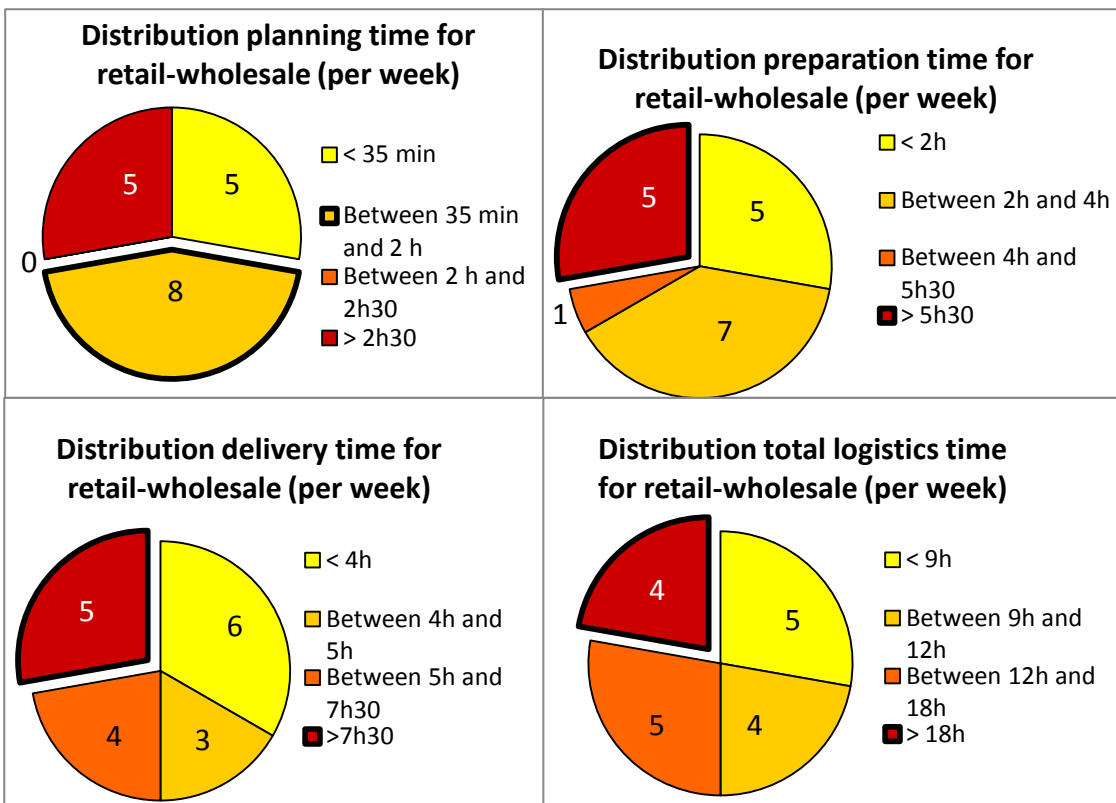 Distribution planning time for
retail-wholesale (per week)
5
5
0
8
< 35 min
Between 35 min
and 2 h
Between 2 h and
2h30
> 2h30
Distribution preparation time for
retail-wholesale (per week)
5
5
1
7
< 2h
Between 2h and 4h
Between 4h and
5h30
> 5h30
Distribution delivery time for
retail-wholesale (per week)
5
6
4
3
< 4h
Between 4h and
5h
Between 5h and
7h30
>7h30
Distribution total logistics time
for retail-wholesale (per week)
4
5
5
4
< 9h
Between 9h and
12h
Between 12h and
18h
> 18h